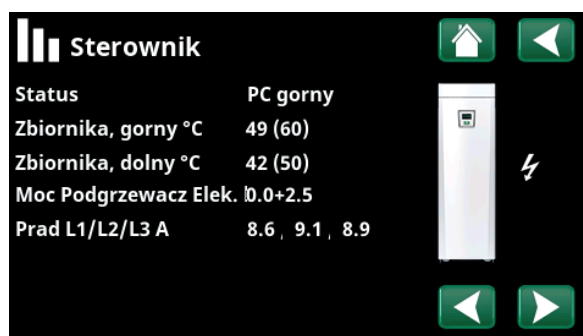 Sterownik
Status PC gorny
Zbiornika, gorny °C 49 (60)
Zbiornika, dolny °C 42 (50)
Moc Podgrzewacz Elek. 0.0+2.5
Prad L1/L2/L3 A 8.6 , 9.1 , 8.9